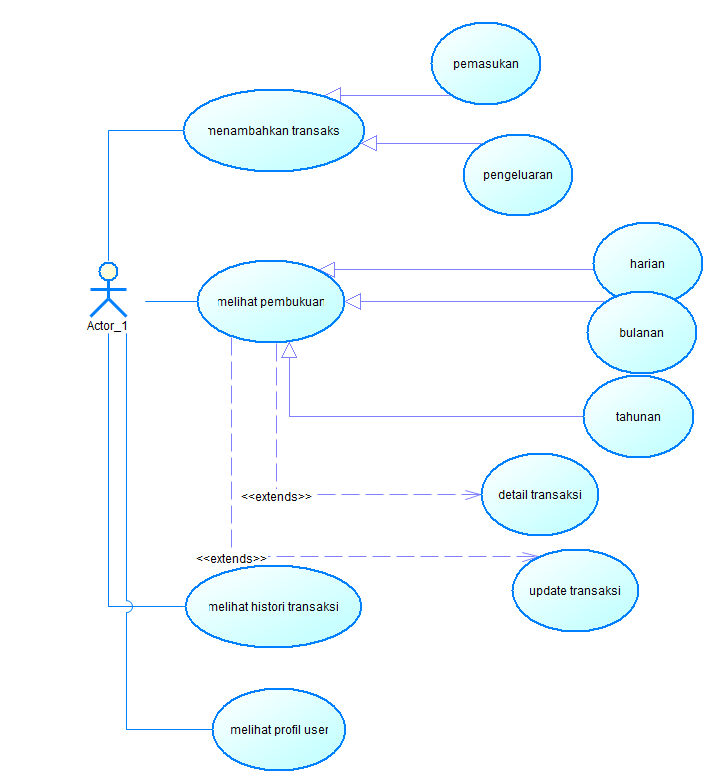 pemasukan
menambahkan transaks
pengeluaran
harian
melihat pembukuan
Actor_1
bulanan
tahunan
<<extends>>
detail transaksi
<<extends>>
update transaksi
melihat histori transaksi
melihat profil user